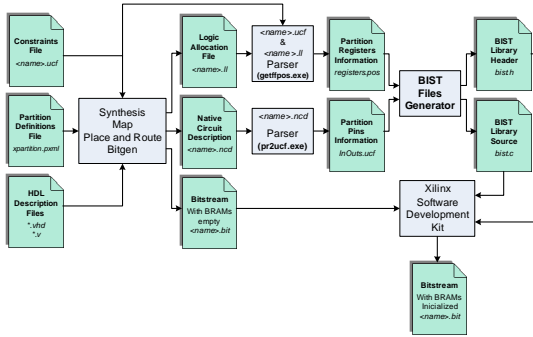 Constraints
File
<name>.ucf
Partition
Definitions
File
xpartition.pxml
HDL
Description
Files
*.vhd
*.v
Synthesis
Map
Place and Route
Bitgen
Logic
Allocation
File
<name>.ll
Native
Circuit
Description
<name>.ncd
Bitstream
With BRAMs
empty
<name>.bit
<name>.ucf
&
<name>.ll
Parser
(getffpos.exe)
<name>.ncd
Parser
(pr2ucf.exe)
Partition
Registers
Information
registers.pos
Partition
Pins
Information
InOuts.ucf
BIST
Files
Generator
BIST
Library
Header
bist.h
BIST
Library
Source
bist.c
Xilinx
Software
Development
Kit
Bitstream
With BRAMs
Inicialized
<name>.bit